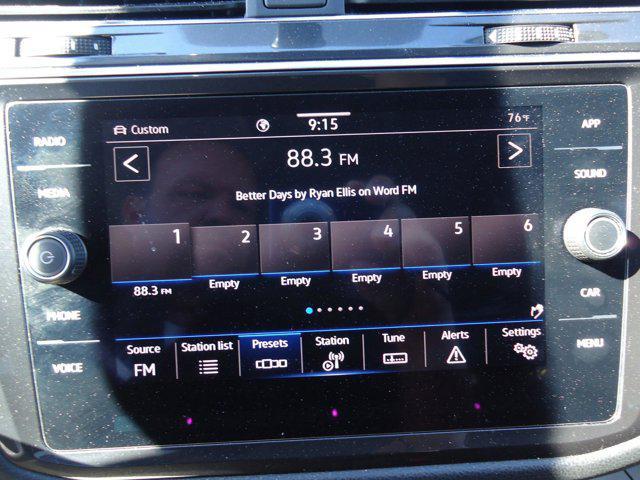 Custom
9:15
76°F
RADIO
MEDIA
PHONE
VOICE
88.3 FM
Better Days by Ryan Ellis on Word FM
1 2 3 4 5 6
88.3 FM Empty Empty Empty Empty Empty
Source Station list Presets Station Tune Alerts Settings
FM
APP
SOUND
CAR
MENU